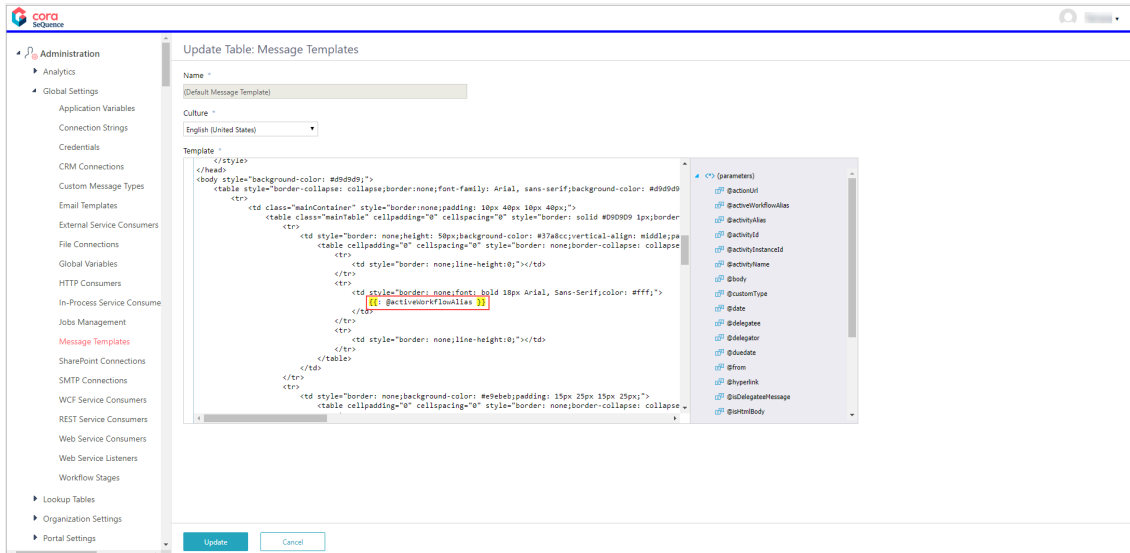 cora
SeQuence
Administration
Analytics
Global Settings
Application Variables
Connection Strings
Credentials
CRM Connections
Custom Message Types
Email Templates
External Service Consumers
File Connections
Global Variables
HTTP Consumers
In-Process Service Consume
Jobs Management
Message Templates
SharePoint Connections
SMTP Connections
WCF Service Consumers
REST Service Consumers
Web Service Consumers
Web Service Listeners
Workflow Stages
Lookup Tables
Organization Settings
Portal Settings
Update Table: Message Templates
Name *
(Default Message Template)
Culture *
English (United States)
Template *
</style>
</head>
<body style="background-color: #d9d9d9;">
<table style="border-collapse: collapse;border:none;font-family: Arial, sans-serif;background-color: #d9d9d9
<tr>
<td class="mainContainer" style="border:none;padding: 10px 40px 10px 40px;">
<table class="mainTable" cellpadding="0" cellspacing="0" style="border: solid #D9D9D9 1px;border
<tr>
<td style="border: none;height: 50px;background-color: #37a8cc;vertical-align: middle;pa
<table cellpadding="0" cellspacing="0" style="border: none;border-collapse: collapse
<tr>
<td style="border: none;line-height:0;"></td>
</tr>
<tr>
<td style="border: none;font: bold 18px Arial, Sans-Serif;color: #fff;">
{{: @activeWorkflowAlias }}
</td>
</tr>
<tr>
<td style="border: none;line-height:0;"></td>
</tr>
</table>
</td>
</tr>
<tr>
<td style="border: none;background-color: #e9ebeb;padding: 15px 25px 15px 25px;">
<table cellpadding="0" cellspacing="0" style="border: none;border-collapse: collapse
(parameters)
@actionUrl
@activeWorkflowAlias
@activityAlias
@activityId
@activityInstanceId
@activityName
@body
@customType
@date
@delegatee
@delegator
@duedate
@from
@hyperlink
@isDelegateeMessage
@isHtmlBody
Update
Cancel